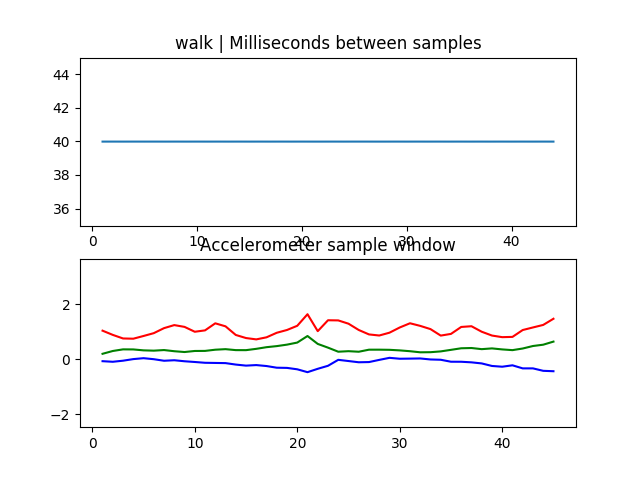 walk | Milliseconds between samples
44
42
40
38
36
0 10 20 30 40
Accelerometer sample window
2
0
−2
0 10 20 30 40